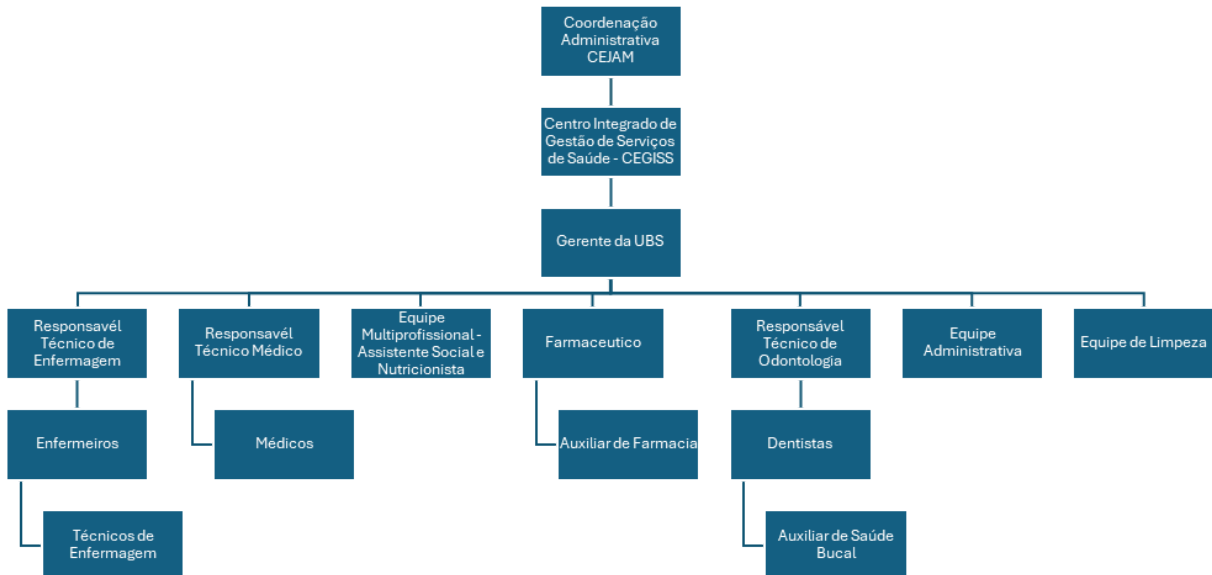 Coordenação
Administrativa
CEJAM
Centro Integrado de
Gestão de Serviços
de Saúde - CEGISS
Gerente da UBS
Responsavél
Técnico de
Enfermagem
Responsavél
Técnico Médico
Equipe
Multiprofissional -
Assistente Social e
Nutricionista
Farmaceutico
Responsável
Técnico de
Odontologia
Equipe
Administrativa
Equipe de Limpeza
Enfermeiros
Médicos
Auxiliar de Farmacia
Dentistas
Técnicos de
Enfermagem
Auxiliar de Saúde
Bucal